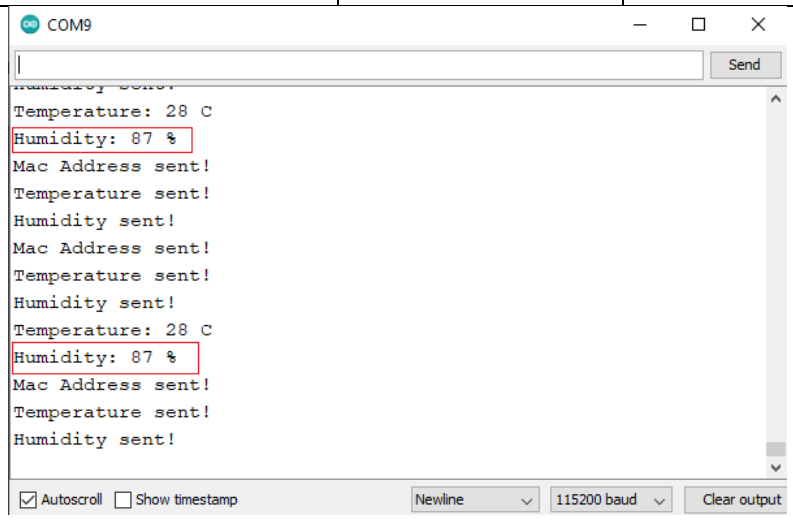 COM9
Send
Humidity sent!
Temperature: 28 C
Humidity: 87 %
Mac Address sent!
Temperature sent!
Humidity sent!
Mac Address sent!
Temperature sent!
Humidity sent!
Temperature: 28 C
Humidity: 87 %
Mac Address sent!
Temperature sent!
Humidity sent!
Autoscroll Show timestamp Newline 115200 baud Clear output